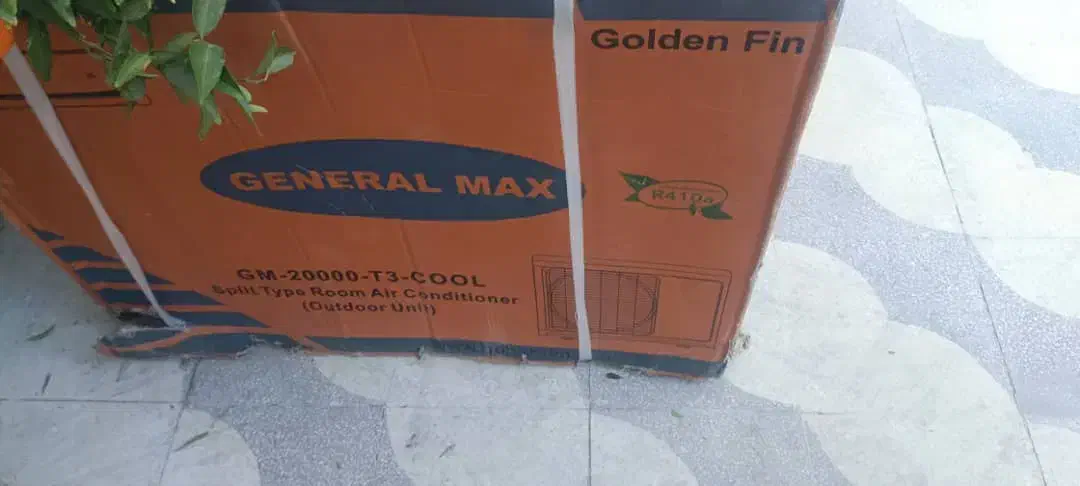 Golden Fin
GENERAL MAX
R410a
GM-20000-T3-COOL
Split Type Room Air Conditioner
(Outdoor Unit)